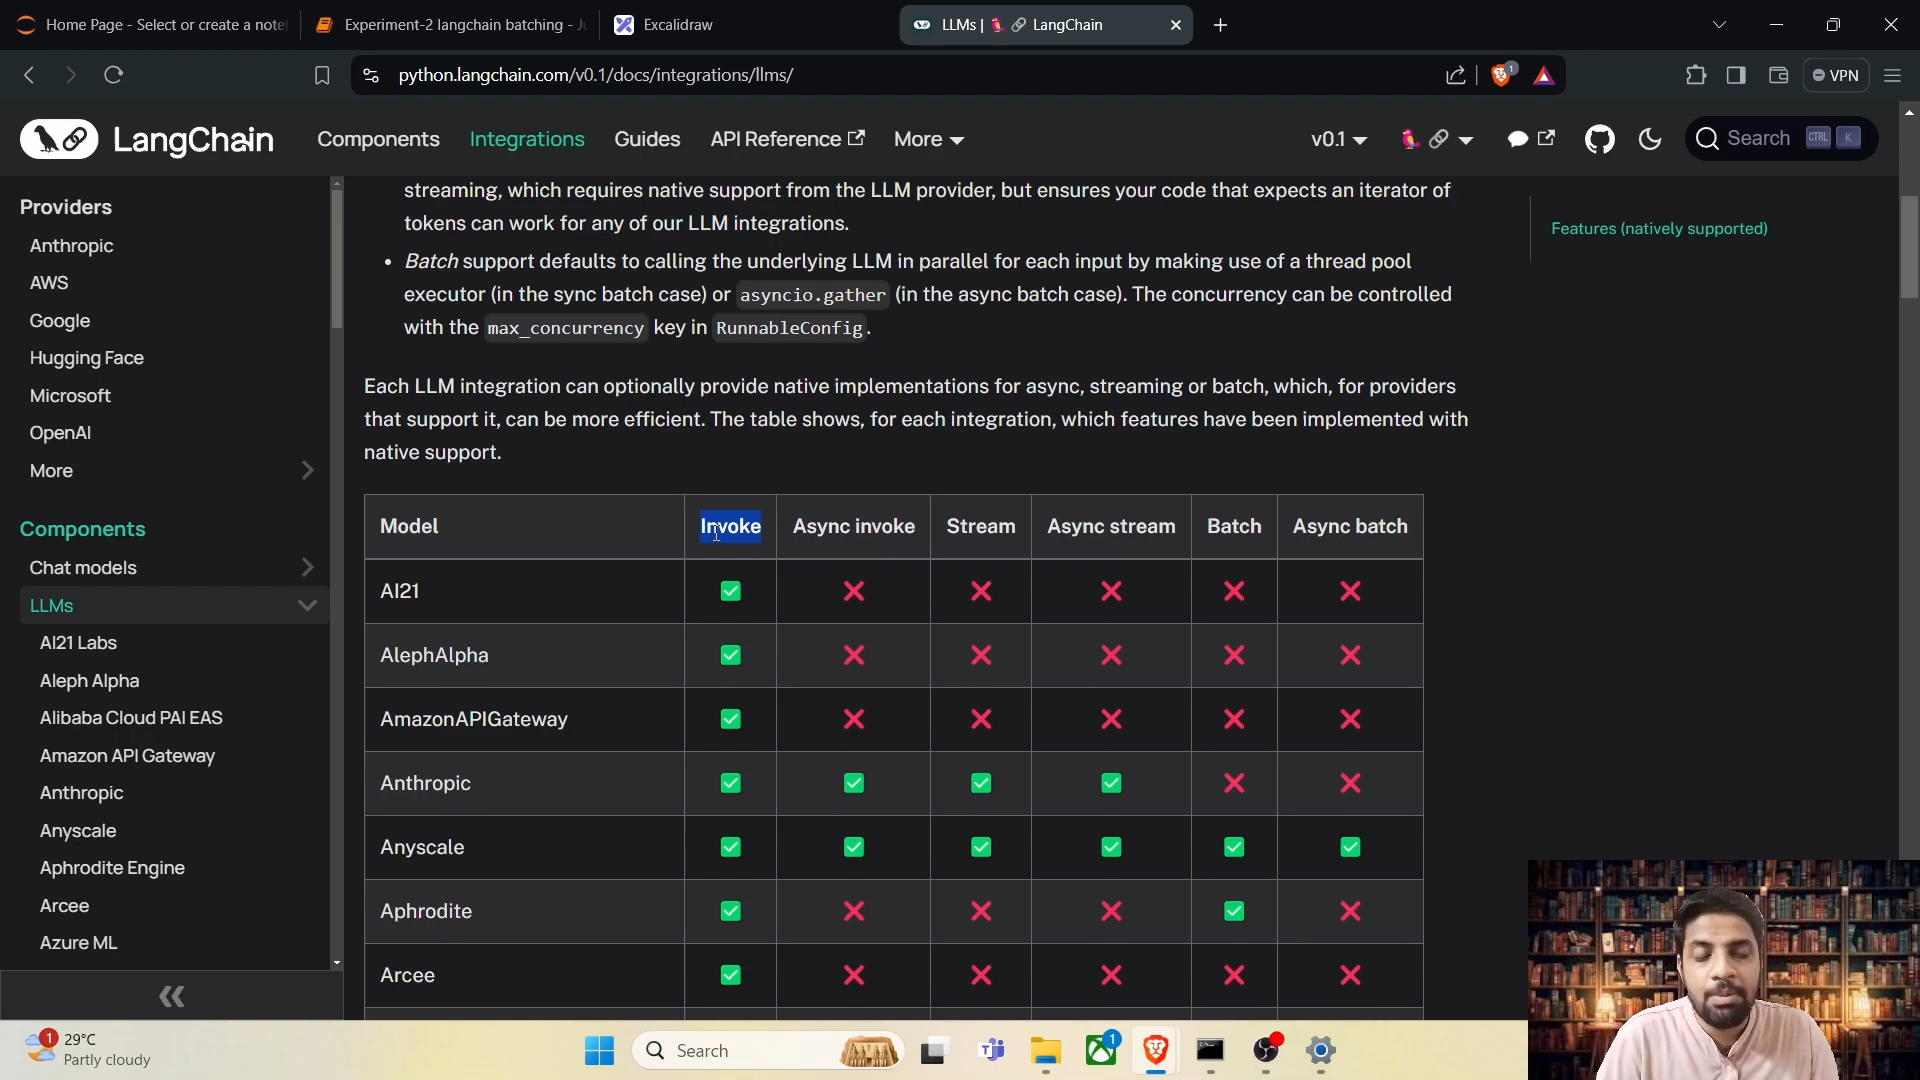 Home Page - Select or create a note
Experiment-2 langchain batching - Ju
Excalidraw
LLMs | LangChain
python.langchain.com/v0.1/docs/integrations/llms/
1
VPN
LangChain
Components
Integrations
Guides
API Reference
More
v0.1
Search
CTRL
K
Providers
Anthropic
AWS
Google
Hugging Face
Microsoft
OpenAI
More
Components
Chat models
LLMs
AI21 Labs
Aleph Alpha
Alibaba Cloud PAI EAS
Amazon API Gateway
Anthropic
Anyscale
Aphrodite Engine
Arcee
Azure ML
streaming, which requires native support from the LLM provider, but ensures your code that expects an iterator of
tokens can work for any of our LLM integrations.
• Batch support defaults to calling the underlying LLM in parallel for each input by making use of a thread pool
executor (in the sync batch case) or asyncio.gather (in the async batch case). The concurrency can be controlled
with the max_concurrency key in RunnableConfig.
Each LLM integration can optionally provide native implementations for async, streaming or batch, which, for providers
that support it, can be more efficient. The table shows, for each integration, which features have been implemented with
native support.
Model Invoke Async invoke Stream Async stream Batch Async batch
AI21 ✅ ❌ ❌ ❌ ❌ ❌
AlephAlpha ✅ ❌ ❌ ❌ ❌ ❌
AmazonAPIGateway ✅ ❌ ❌ ❌ ❌ ❌
Anthropic ✅ ✅ ✅ ✅ ❌ ❌
Anyscale ✅ ✅ ✅ ✅ ✅ ✅
Aphrodite ✅ ❌ ❌ ❌ ✅ ❌
Arcee ✅ ❌ ❌ ❌ ❌ ❌
Features (natively supported)
1
29°C
Partly cloudy
Search
1